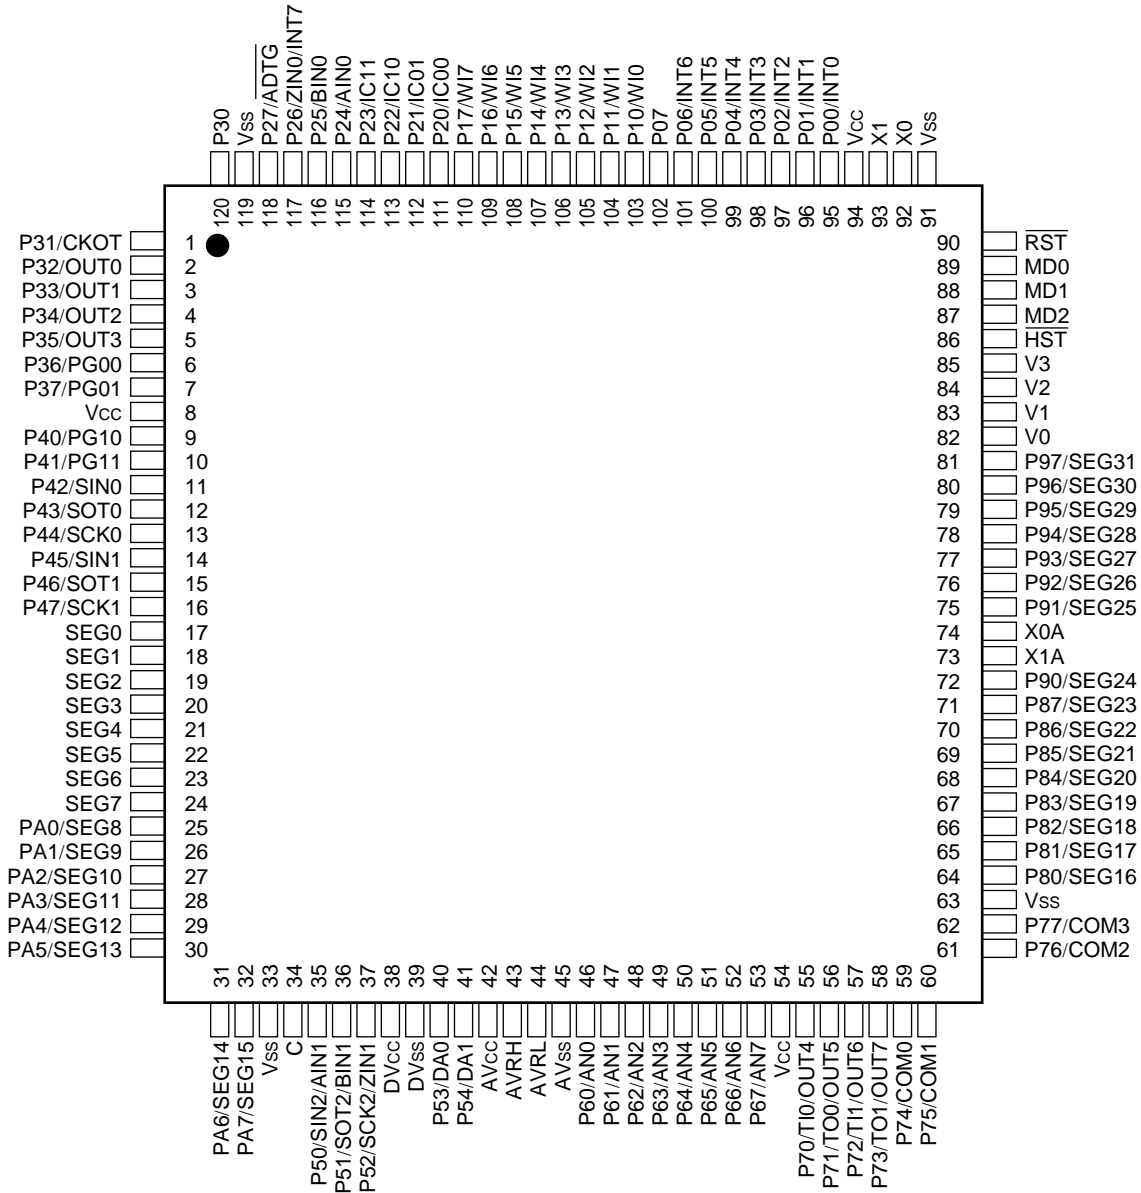 P30
Vss
P27/ADTG
P26/ZIN0/INT7
P25/BIN0
P24/AIN0
P23/IC11
P22/IC10
P21/IC01
P20/IC00
P17/WI7
P16/WI6
P15/WI5
P14/WI4
P13/WI3
P12/WI2
P11/WI1
P10/WI0
P07
P06/INT6
P05/INT5
P04/INT4
P03/INT3
P02/INT2
P01/INT1
P00/INT0
Vcc
X1
X0
Vss
120
119
118
117
116
115
114
113
112
111
110
109
108
107
106
105
104
103
102
101
100
99
98
97
96
95
94
93
92
91
P31/CKOT 1
P32/OUT0 2
P33/OUT1 3
P34/OUT2 4
P35/OUT3 5
P36/PG00 6
P37/PG01 7
Vcc 8
P40/PG10 9
P41/PG11 10
P42/SIN0 11
P43/SOT0 12
P44/SCK0 13
P45/SIN1 14
P46/SOT1 15
P47/SCK1 16
SEG0 17
SEG1 18
SEG2 19
SEG3 20
SEG4 21
SEG5 22
SEG6 23
SEG7 24
PA0/SEG8 25
PA1/SEG9 26
PA2/SEG10 27
PA3/SEG11 28
PA4/SEG12 29
PA5/SEG13 30
90 RST
89 MD0
88 MD1
87 MD2
86 HST
85 V3
84 V2
83 V1
82 V0
81 P97/SEG31
80 P96/SEG30
79 P95/SEG29
78 P94/SEG28
77 P93/SEG27
76 P92/SEG26
75 P91/SEG25
74 X0A
73 X1A
72 P90/SEG24
71 P87/SEG23
70 P86/SEG22
69 P85/SEG21
68 P84/SEG20
67 P83/SEG19
66 P82/SEG18
65 P81/SEG17
64 P80/SEG16
63 Vss
62 P77/COM3
61 P76/COM2
31
32
33
34
35
36
37
38
39
40
41
42
43
44
45
46
47
48
49
50
51
52
53
54
55
56
57
58
59
60
PA6/SEG14
PA7/SEG15
Vss
C
P50/SIN2/AIN1
P51/SOT2/BIN1
P52/SCK2/ZIN1
DVcc
DVss
P53/DA0
P54/DA1
AVcc
AVRH
AVRL
AVss
P60/AN0
P61/AN1
P62/AN2
P63/AN3
P64/AN4
P65/AN5
P66/AN6
P67/AN7
Vcc
P70/TI0/OUT4
P71/TO0/OUT5
P72/TI1/OUT6
P73/TO1/OUT7
P74/COM0
P75/COM1